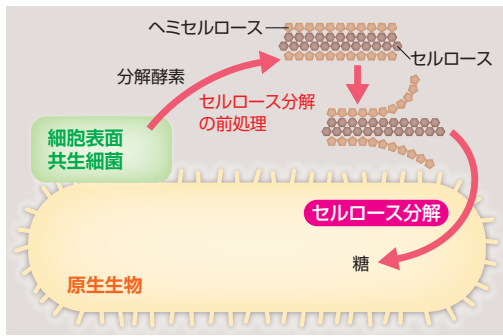 ヘミセルロース
セルロース
分解酵素
セルロース分解
の前処理
細胞表面
共生細菌
セルロース分解
糖
原生生物